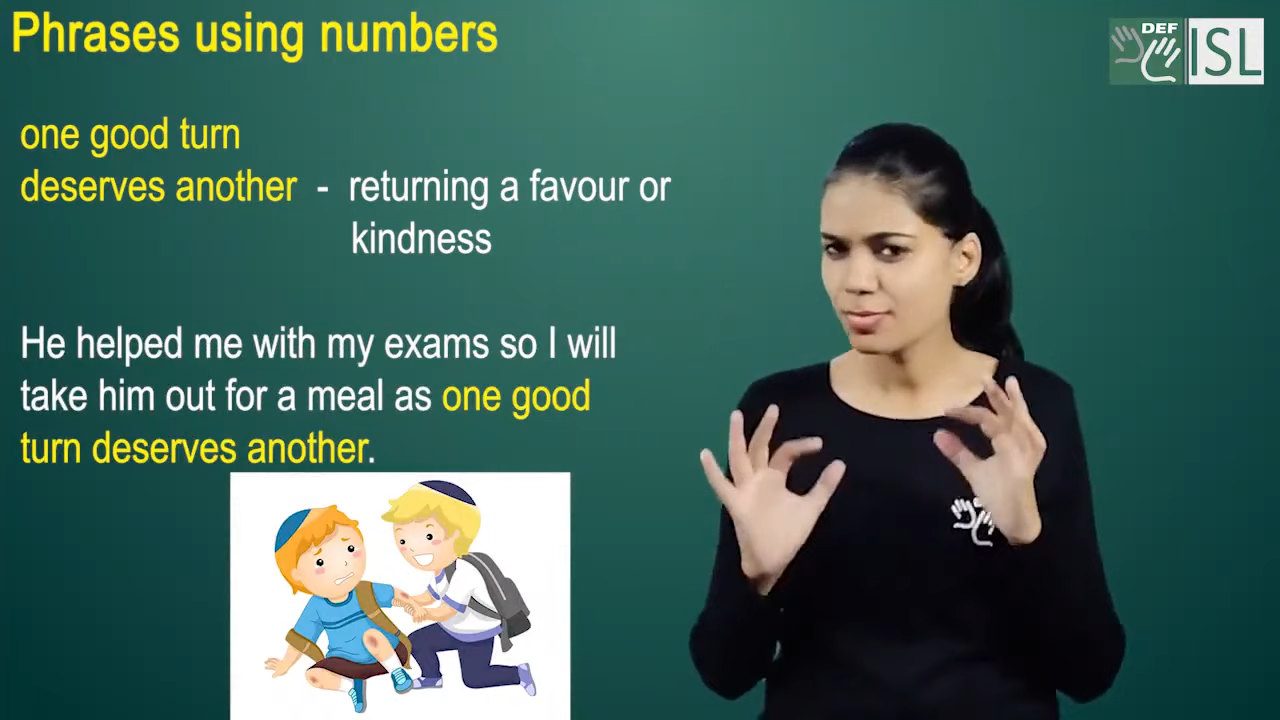 Phrases using numbers
DEF
ISL
one good turn
deserves another - returning a favour or
kindness
He helped me with my exams so I will
take him out for a meal as one good
turn deserves another.